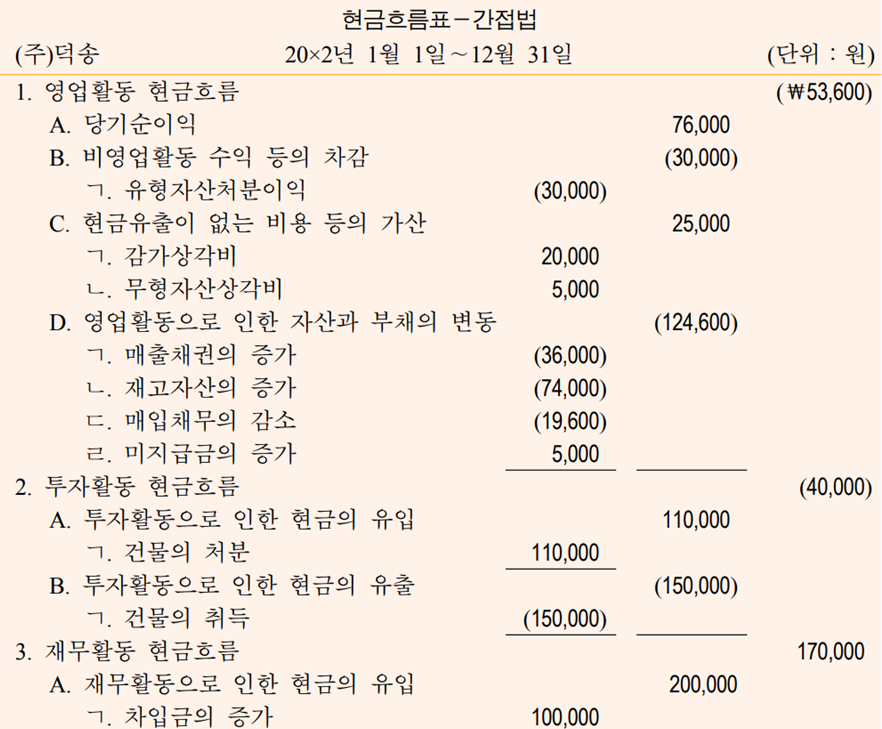 현금흐름표－간접법
(주)덕송 20×2년 1월 1일～12월 31일 (단위 : 원)
1. 영업활동 현금흐름 (₩53,600)
A. 당기순이익 76,000
B. 비영업활동 수익 등의 차감 (30,000)
ㄱ. 유형자산처분이익 (30,000)
C. 현금유출이 없는 비용 등의 가산 25,000
ㄱ. 감가상각비 20,000
ㄴ. 무형자산상각비 5,000
D. 영업활동으로 인한 자산과 부채의 변동 (124,600)
ㄱ. 매출채권의 증가 (36,000)
ㄴ. 재고자산의 증가 (74,000)
ㄷ. 매입채무의 감소 (19,600)
ㄹ. 미지급금의 증가 5,000
2. 투자활동 현금흐름 (40,000)
A. 투자활동으로 인한 현금의 유입 110,000
ㄱ. 건물의 처분 110,000
B. 투자활동으로 인한 현금의 유출 (150,000)
ㄱ. 건물의 취득 (150,000)
3. 재무활동 현금흐름 170,000
A. 재무활동으로 인한 현금의 유입 200,000
ㄱ. 차입금의 증가 100,000